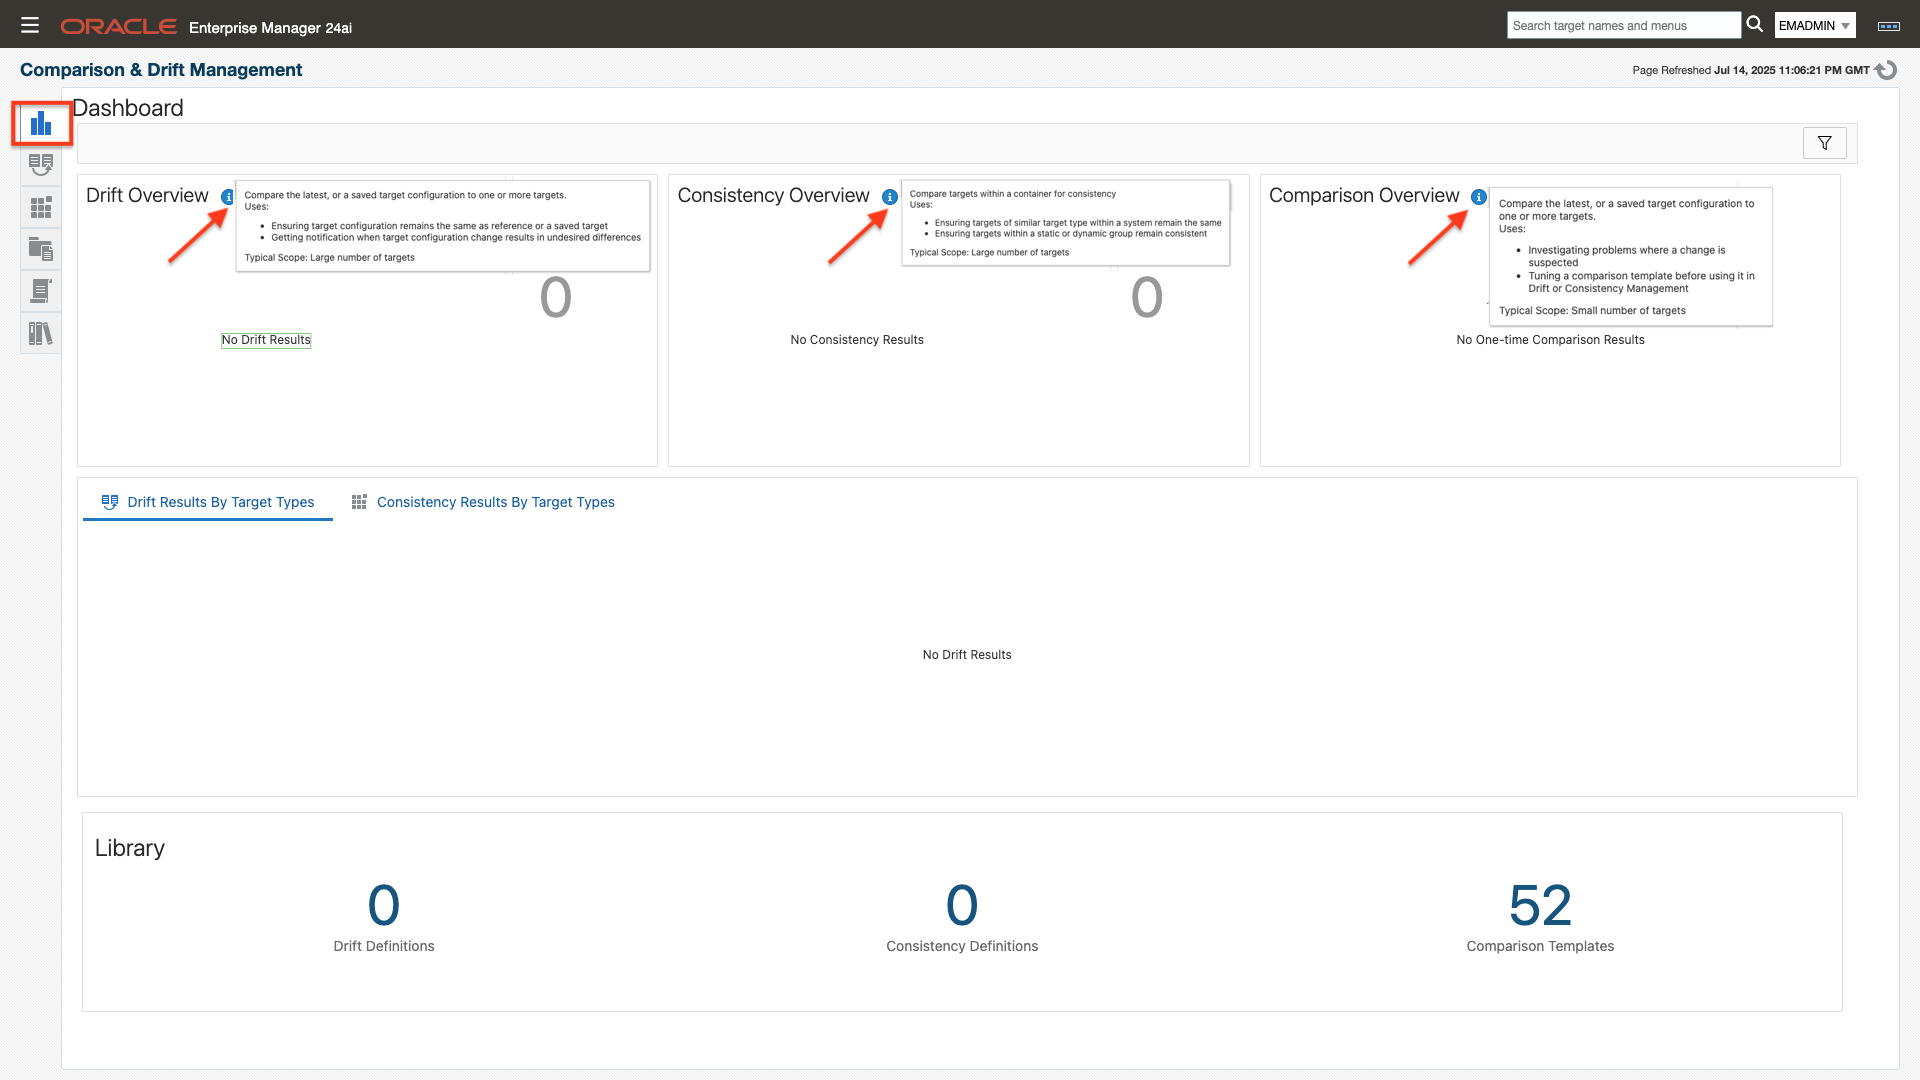 ORACLE Enterprise Manager 24ai
Search target names and menus
EMADMIN
Comparison & Drift Management
Page Refreshed Jul 14, 2025 11:06:21 PM GMT
Dashboard
Drift Overview
Compare the latest, or a saved target configuration to one or more targets.
Uses:
Ensuring target configuration remains the same as reference or a saved target
Getting notification when target configuration change results in undesired differences
Typical Scope: Large number of targets
0
No Drift Results
Consistency Overview
Compare targets within a container for consistency
Uses:
Ensuring targets of similar target type within a system remain the same
Ensuring targets within a static or dynamic group remain consistent
Typical Scope: Large number of targets
0
No Consistency Results
Comparison Overview
Compare the latest, or a saved target configuration to
one or more targets.
Uses:
Investigating problems where a change is
suspected
Tuning a comparison template before using it in
Drift or Consistency Management
Typical Scope: Small number of targets
No One-time Comparison Results
Drift Results By Target Types
Consistency Results By Target Types
No Drift Results
Library
0
Drift Definitions
0
Consistency Definitions
52
Comparison Templates